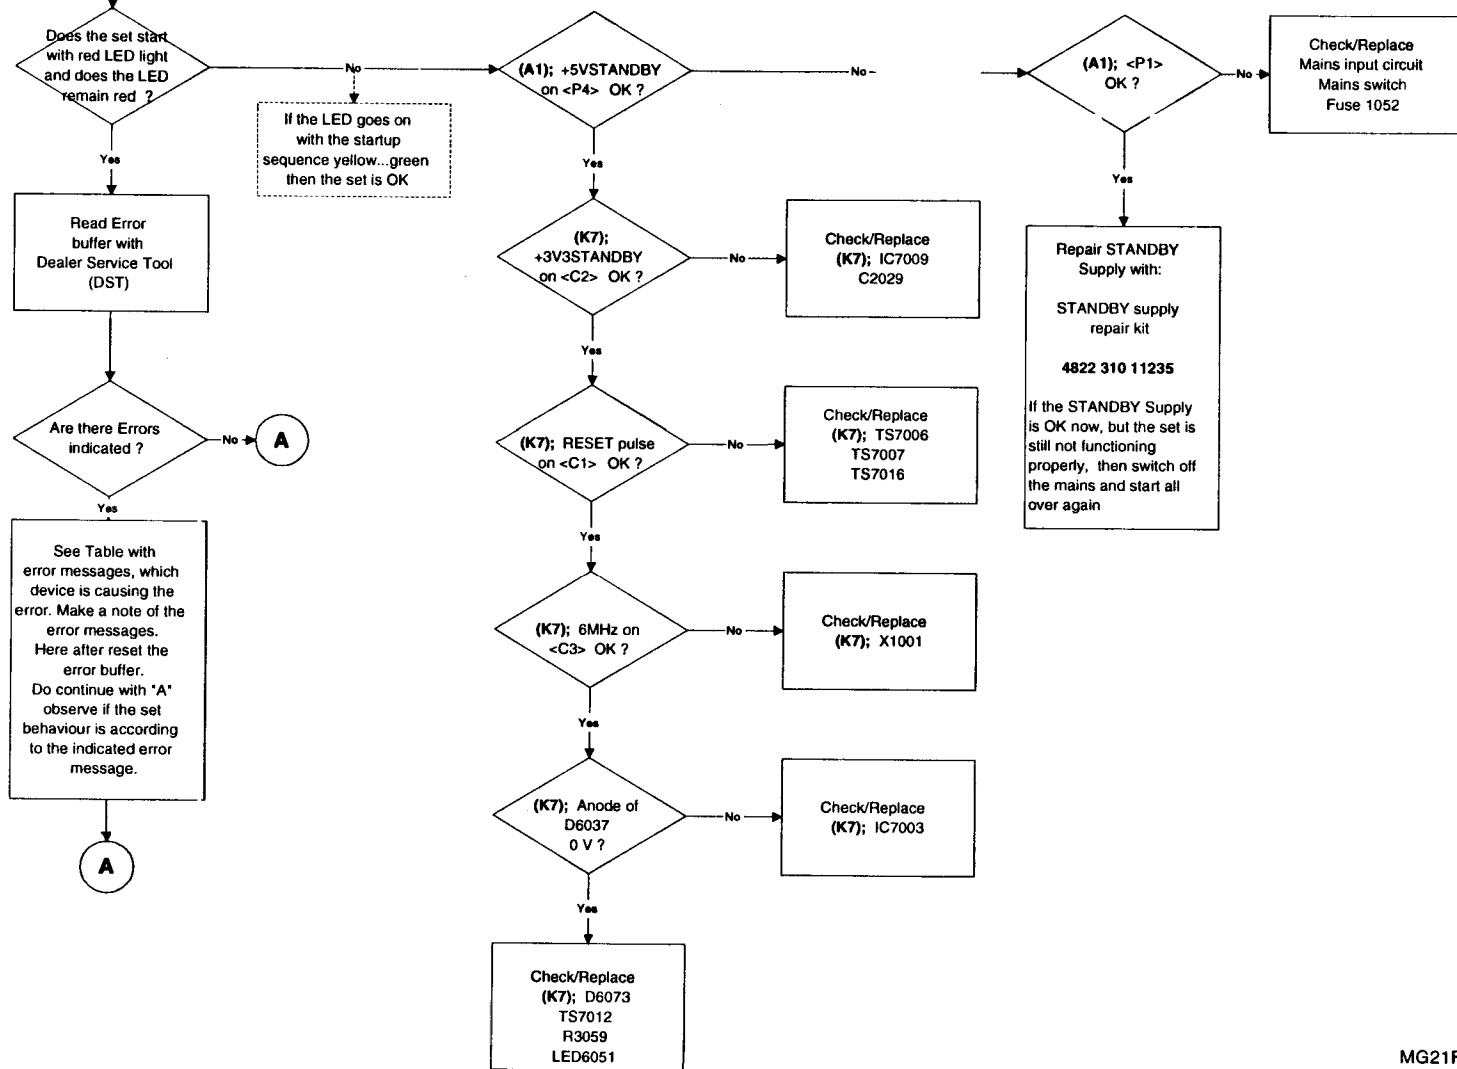 Does the set start
with red LED light
and does the LED
remain red ?
No
If the LED goes on
with the startup
sequence yellow...green
then the set is OK
(A1); +5VSTANDBY
on <P4> OK ?
No
(A1); <P1>
OK ?
No
Check/Replace
Mains input circuit
Mains switch
Fuse 1052
Yes
Read Error
buffer with
Dealer Service Tool
(DST)
Are there Errors
indicated ?
No
A
Yes
See Table with
error messages, which
device is causing the
error. Make a note of the
error messages.
Here after reset the
error buffer.
Do continue with "A"
observe if the set
behaviour is according
to the indicated error
message.
A
Yes
(K7);
+3V3STANDBY
on <C2> OK ?
No
Check/Replace
(K7); IC7009
C2029
Yes
(K7); RESET pulse
on <C1> OK ?
No
Check/Replace
(K7); TS7006
TS7007
TS7016
Yes
(K7); 6MHz on
<C3> OK ?
No
Check/Replace
(K7); X1001
Yes
(K7); Anode of
D6037
0 V ?
No
Check/Replace
(K7); IC7003
Yes
Check/Replace
(K7); D6073
TS7012
R3059
LED6051
Yes
Repair STANDBY
Supply with:
STANDBY supply
repair kit
4822 310 11235
If the STANDBY Supply
is OK now, but the set is
still not functioning
properly, then switch off
the mains and start all
over again